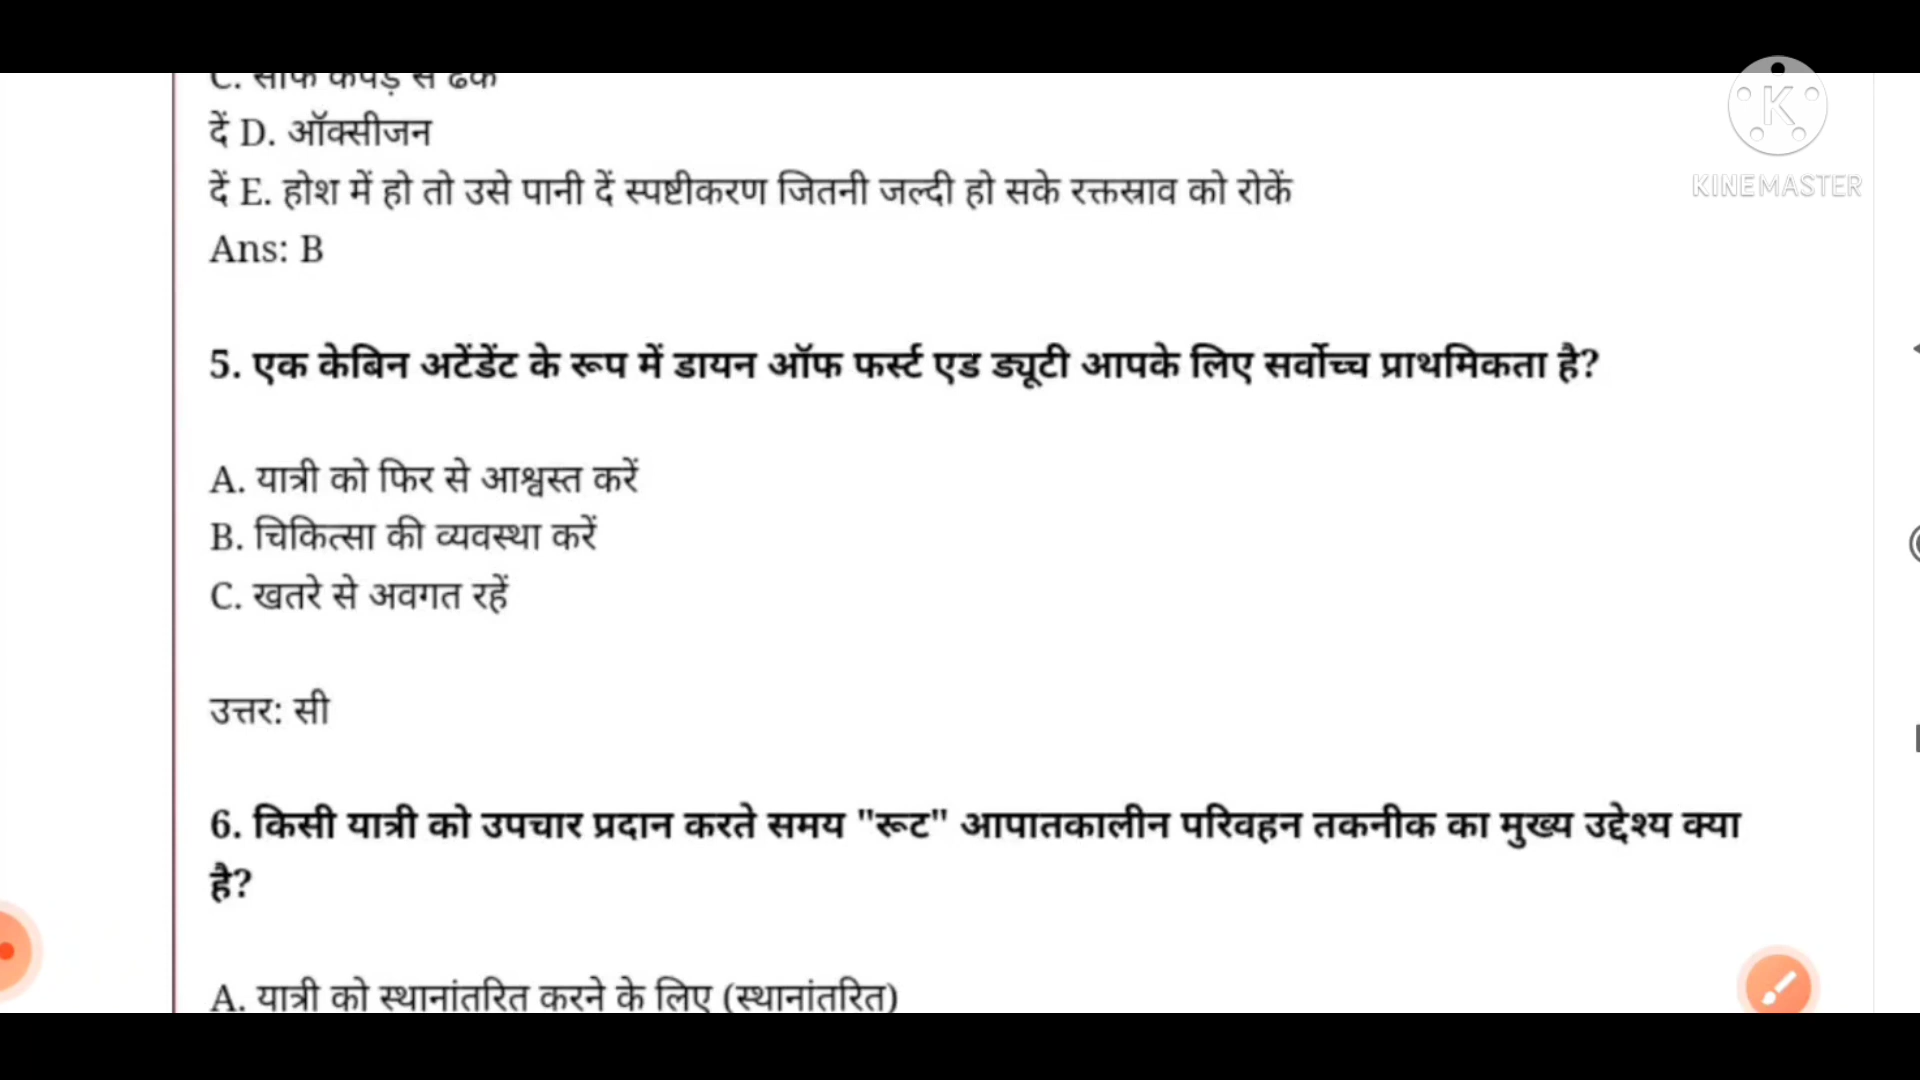 C. साफ कपड़े से ढक
दें D. ऑक्सीजन
दें E. होश में हो तो उसे पानी दें स्पष्टीकरण जितनी जल्दी हो सके रक्तस्राव को रोकें
Ans: B
5. एक केबिन अटेंडेंट के रूप में डायन ऑफ फर्स्ट एड ड्यूटी आपके लिए सर्वोच्च प्राथमिकता है?
A. यात्री को फिर से आश्वस्त करें
B. चिकित्सा की व्यवस्था करें
C. खतरे से अवगत रहें
उत्तर: सी
6. किसी यात्री को उपचार प्रदान करते समय "रूट" आपातकालीन परिवहन तकनीक का मुख्य उद्देश्य क्या
है?
A. यात्री को स्थानांतरित करने के लिए (स्थानांतरित)
K
KINEMASTER